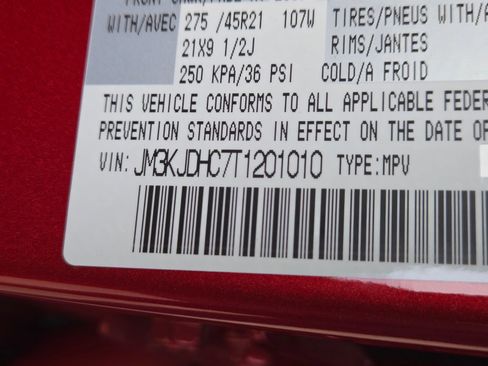 WITH/AVEC 275 /45R21 107W TIRES/PNEUS WITH/A
21X9 1/2J RIMS/JANTES
250 KPA/36 PSI COLD/A FROID
THIS VEHICLE CONFORMS TO ALL APPLICABLE FEDER
PREVENTION STANDARDS IN EFFECT ON THE DATE OF
VIN: JM3KJDHC7T1201010 TYPE:MPV